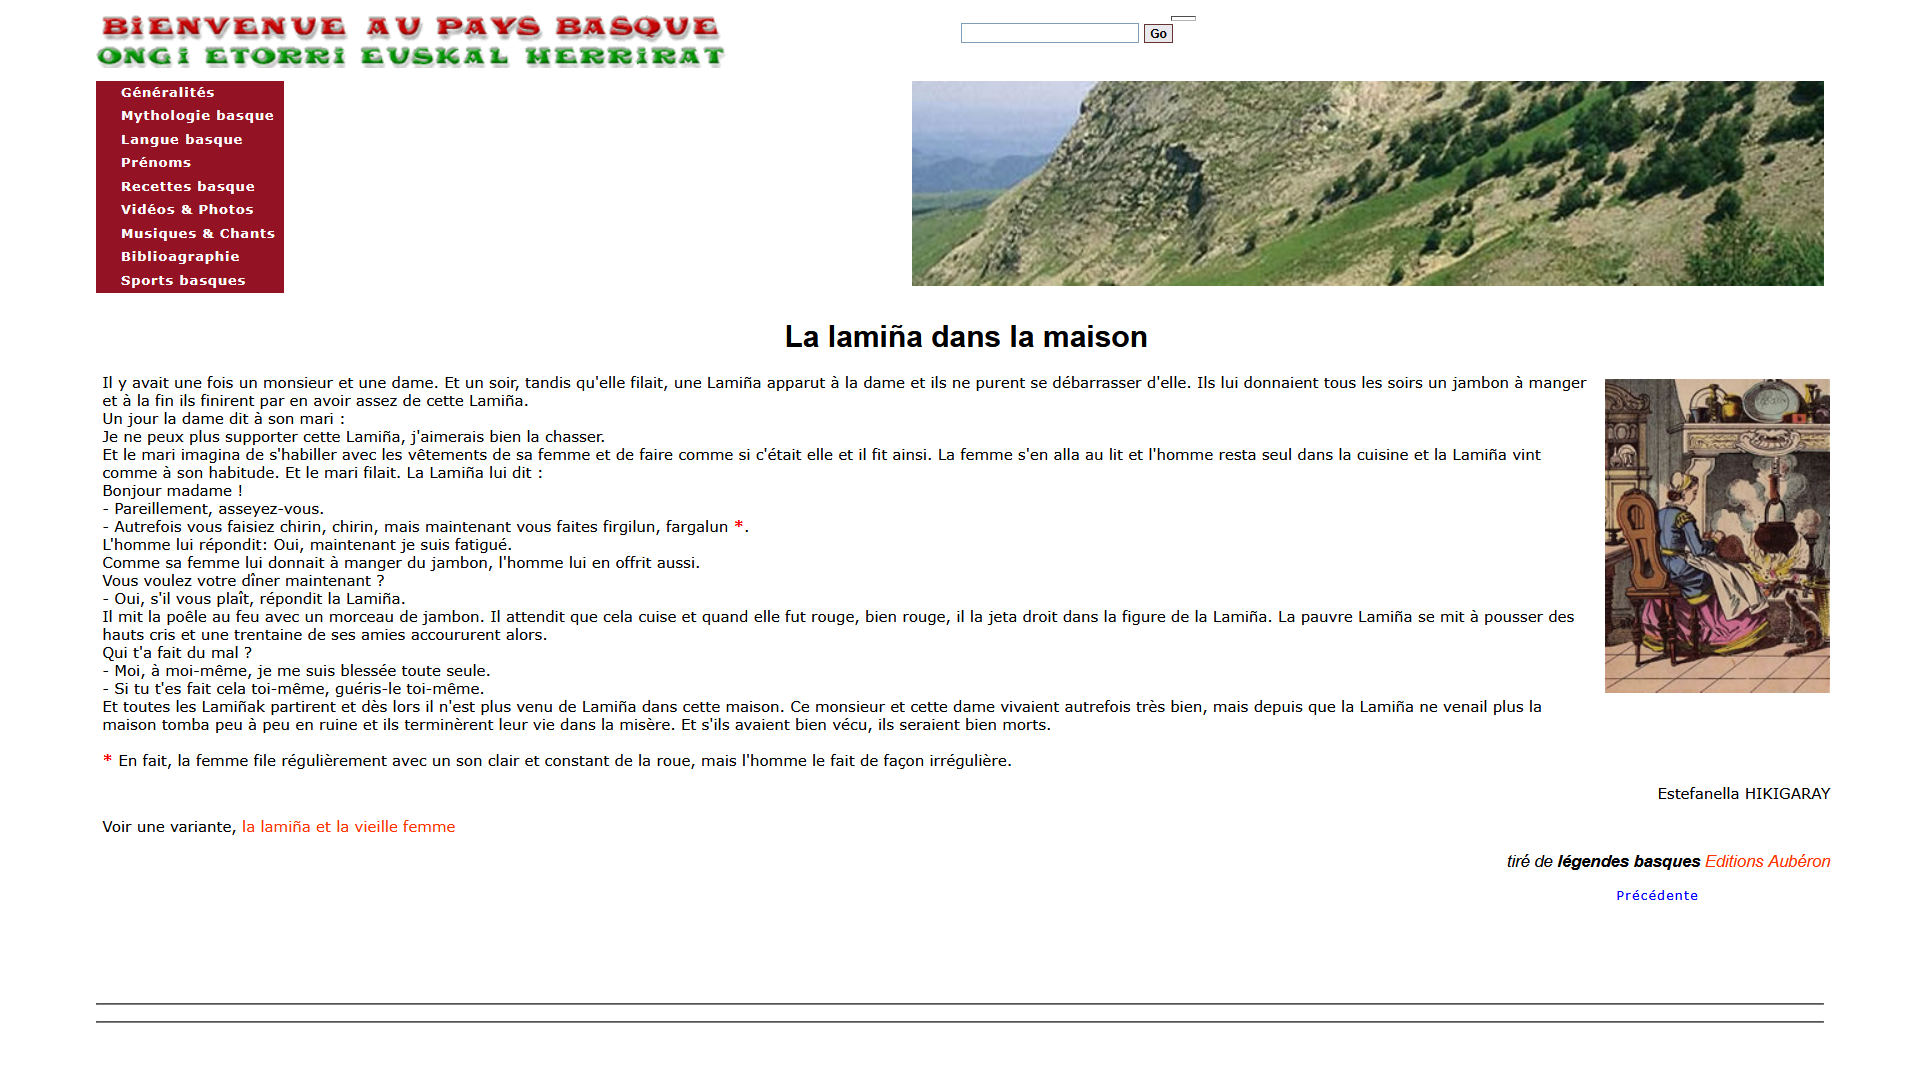 BiENVENUE AU PAYS BASQUE
ONGi ETORRi EUSKAL HERRiRAT
Go
Généralités
Mythologie basque
Langue basque
Prénoms
Recettes basque
Vidéos & Photos
Musiques & Chants
Biblioagraphie
Sports basques
La lamiña dans la maison
Il y avait une fois un monsieur et une dame. Et un soir, tandis qu'elle filait, une Lamiña apparut à la dame et ils ne purent se débarrasser d'elle. Ils lui donnaient tous les soirs un jambon à manger
et à la fin ils finirent par en avoir assez de cette Lamiña.
Un jour la dame dit à son mari :
Je ne peux plus supporter cette Lamiña, j'aimerais bien la chasser.
Et le mari imagina de s'habiller avec les vêtements de sa femme et de faire comme si c'était elle et il fit ainsi. La femme s'en alla au lit et l'homme resta seul dans la cuisine et la Lamiña vint
comme à son habitude. Et le mari filait. La Lamiña lui dit :
Bonjour madame !
- Pareillement, asseyez-vous.
- Autrefois vous faisiez chirin, chirin, mais maintenant vous faites firgilun, fargalun *.
L'homme lui répondit: Oui, maintenant je suis fatigué.
Comme sa femme lui donnait à manger du jambon, l'homme lui en offrit aussi.
Vous voulez votre dîner maintenant ?
- Oui, s'il vous plaît, répondit la Lamiña.
Il mit la poêle au feu avec un morceau de jambon. Il attendit que cela cuise et quand elle fut rouge, bien rouge, il la jeta droit dans la figure de la Lamiña. La pauvre Lamiña se mit à pousser des
hauts cris et une trentaine de ses amies accoururent alors.
Qui t'a fait du mal ?
- Moi, à moi-même, je me suis blessée toute seule.
- Si tu t'es fait cela toi-même, guéris-le toi-même.
Et toutes les Lamiñak partirent et dès lors il n'est plus venu de Lamiña dans cette maison. Ce monsieur et cette dame vivaient autrefois très bien, mais depuis que la Lamiña ne venail plus la
maison tomba peu à peu en ruine et ils terminèrent leur vie dans la misère. Et s'ils avaient bien vécu, ils seraient bien morts.
* En fait, la femme file régulièrement avec un son clair et constant de la roue, mais l'homme le fait de façon irrégulière.
Estefanella HIKIGARAY
Voir une variante, la lamiña et la vieille femme
tiré de légendes basques Editions Aubéron
Précédente